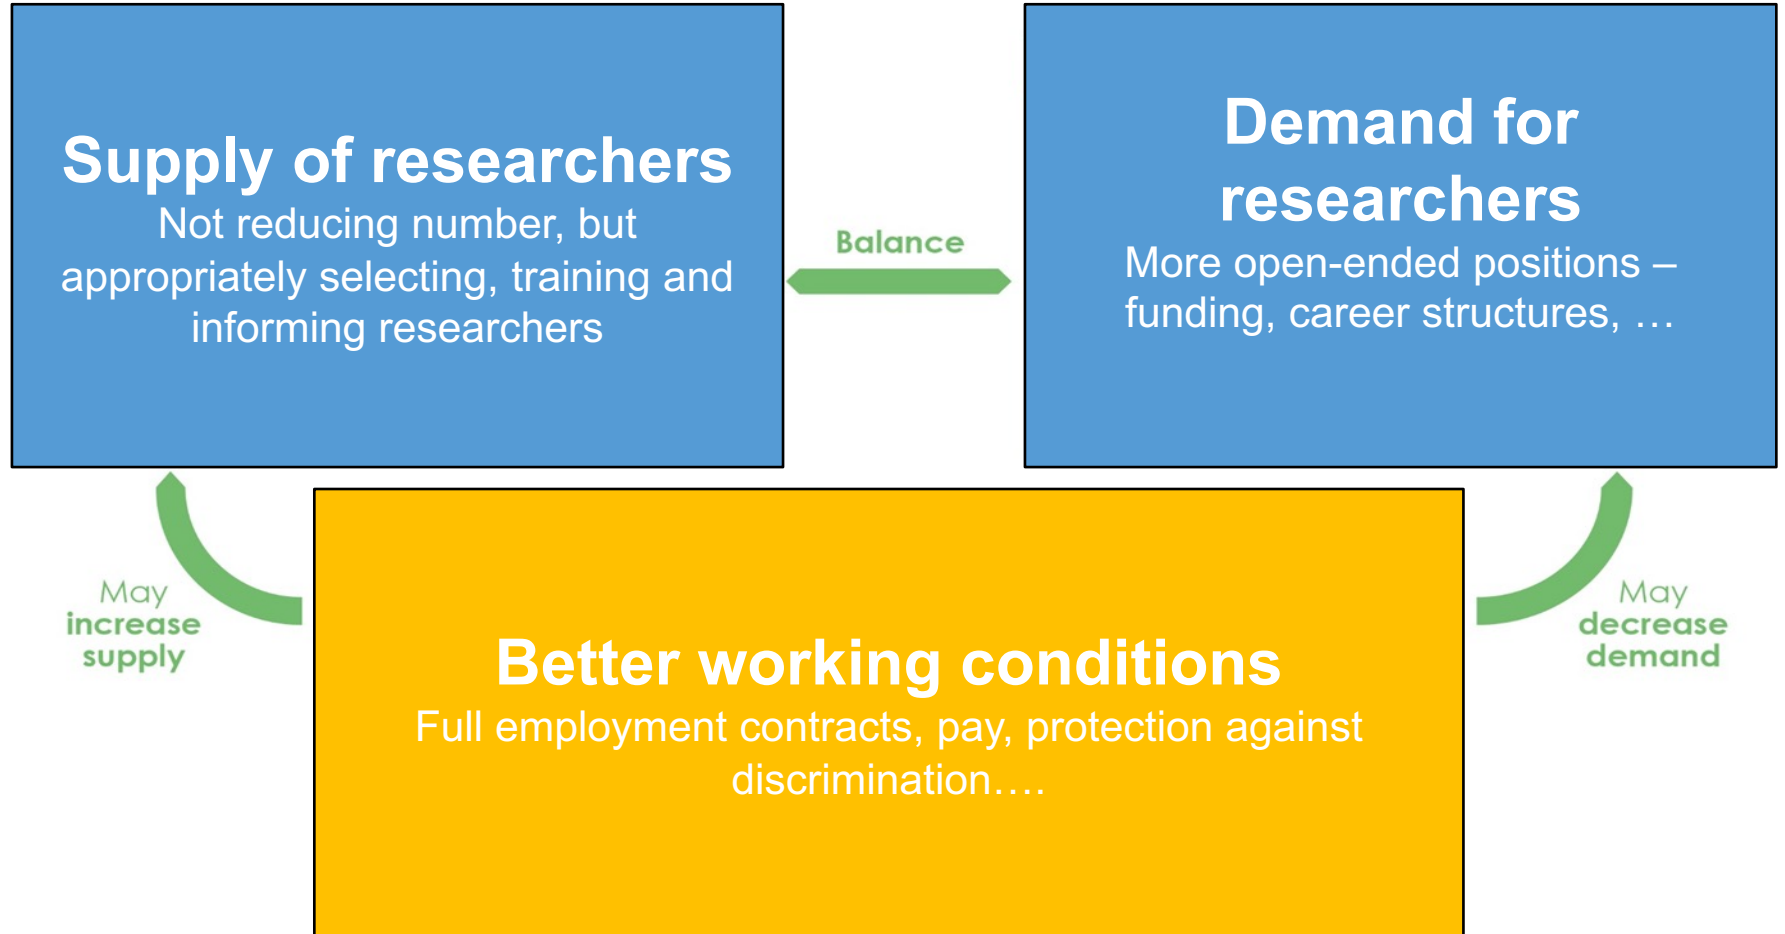 Supply of researchers
Not reducing number, but
appropriately selecting, training and
informing researchers
Balance
Demand for
researchers
More open-ended positions –
funding, career structures, …
May
increase
supply
Better working conditions
Full employment contracts, pay, protection against
discrimination….
May
decrease
demand